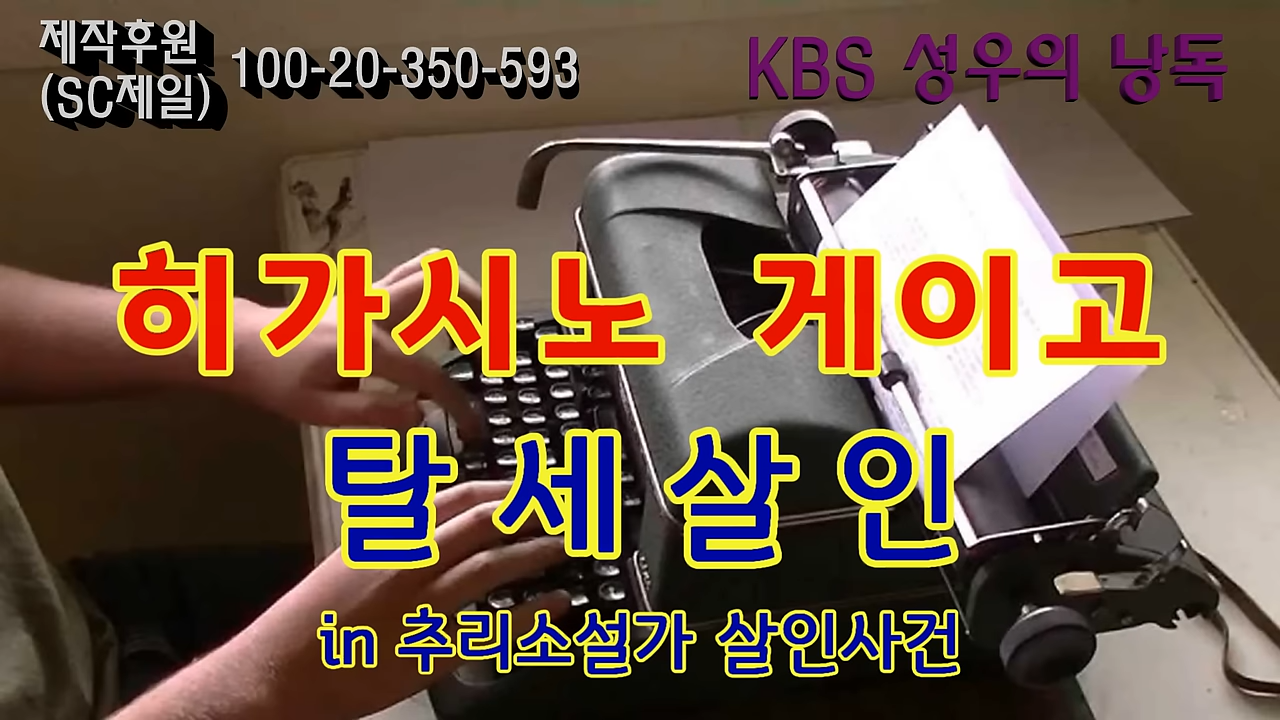 제작후원
(SC제일)
100-20-350-593
KBS 성우의 낭독
히가시노 게이고
탈세살인
in 추리소설가 살인사건